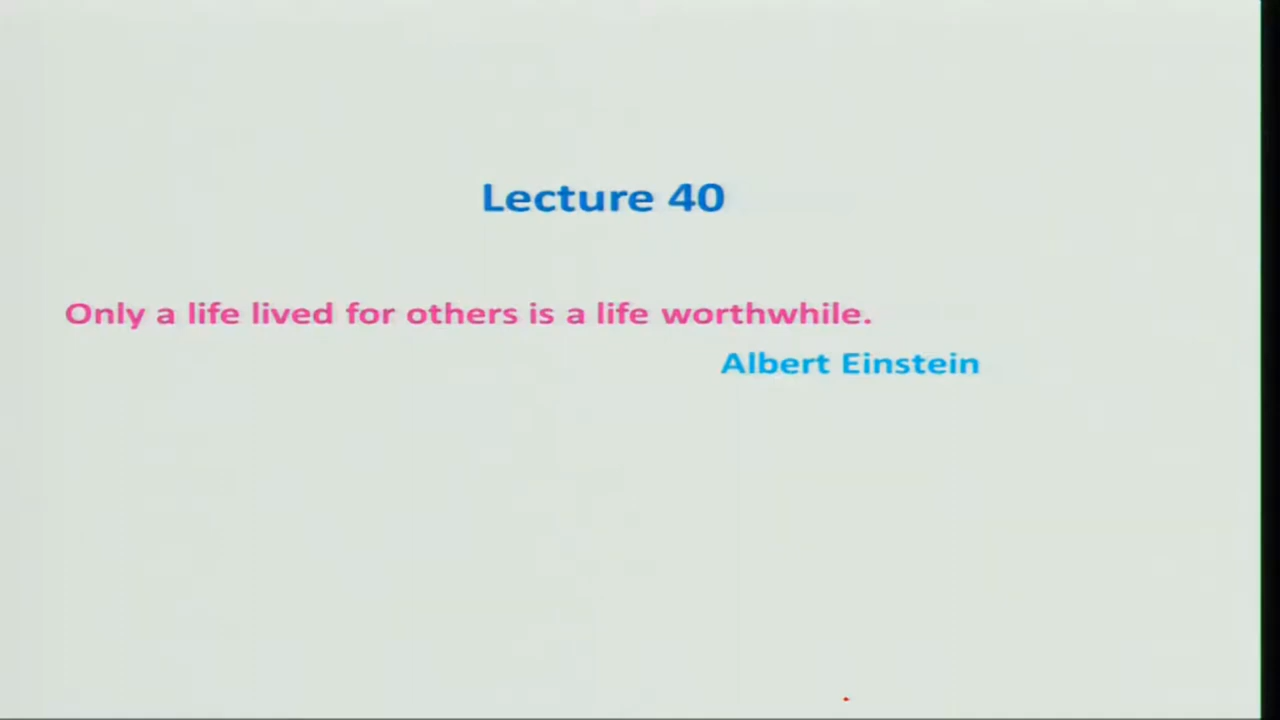 Lecture 40
Only a life lived for others is a life worthwhile.
Albert Einstein